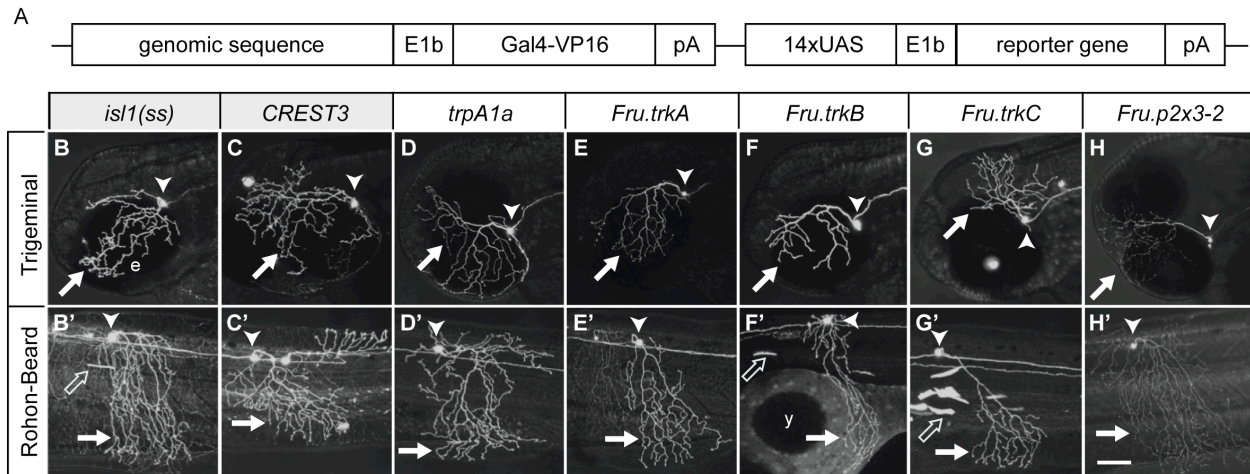 A
genomic sequence E1b Gal4-VP16 pA 14xUAS E1b reporter gene pA
isl1(ss) CREST3 trpA1a Fru.trkA Fru.trkB Fru.trkC Fru.p2x3-2
Trigeminal
B C D E F G H
e
Rohon-Beard
B' C' D' E' F' G' H'
y